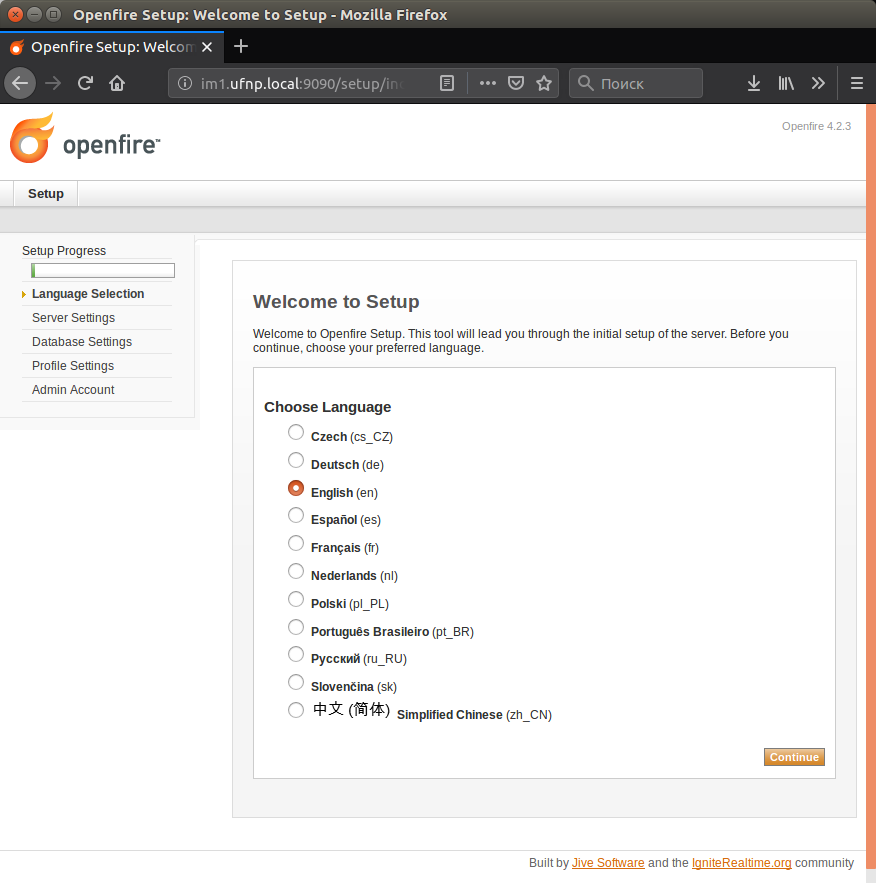 Openfire Setup: Welcome to Setup - Mozilla Firefox
Openfire Setup: Welcom
im1.ufnp.local:9090/setup/in
Поиск
openfire™
Openfire 4.2.3
Setup
Setup Progress
Language Selection
Server Settings
Database Settings
Profile Settings
Admin Account
Welcome to Setup
Welcome to Openfire Setup. This tool will lead you through the initial setup of the server. Before you
continue, choose your preferred language.
Choose Language
Czech (cs_CZ)
Deutsch (de)
English (en)
Español (es)
Français (fr)
Nederlands (nl)
Polski (pl_PL)
Português Brasileiro (pt_BR)
Русский (ru_RU)
Slovenčina (sk)
中文 (简体) Simplified Chinese (zh_CN)
Continue
Built by Jive Software and the IgniteRealtime.org community